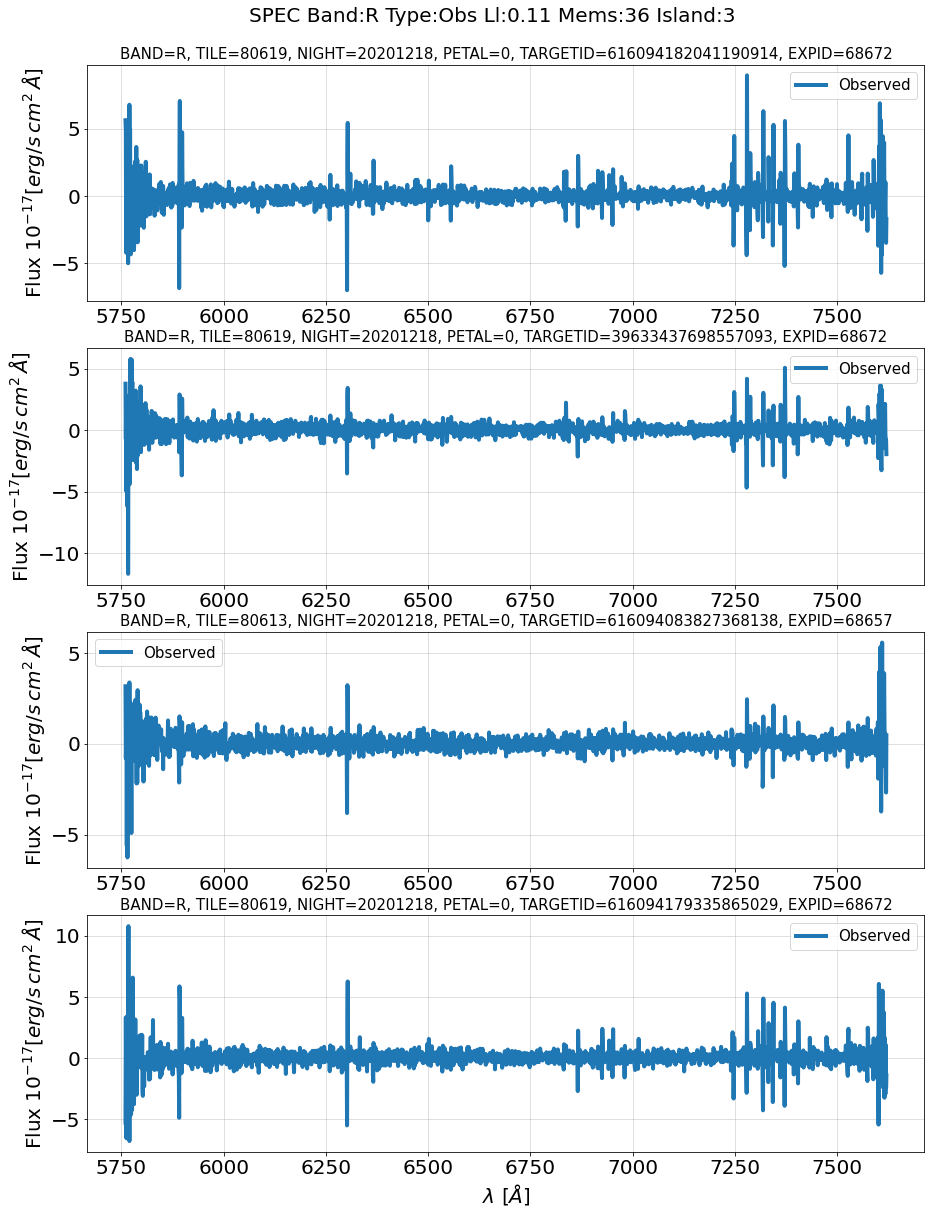 SPEC Band:R Type:Obs Ll:0.11 Mems:36 Island:3
BAND=R, TILE=80619, NIGHT=20201218, PETAL=0, TARGETID=616094182041190914, EXPID=68672
Flux 10^{-17}[erg/s cm^2 Å]
Observed
5
0
−5
5750 6000 6250 6500 6750 7000 7250 7500
BAND=R, TILE=80619, NIGHT=20201218, PETAL=0, TARGETID=39633437698557093, EXPID=68672
Flux 10^{-17}[erg/s cm^2 Å]
Observed
5
0
−5
−10
5750 6000 6250 6500 6750 7000 7250 7500
BAND=R, TILE=80613, NIGHT=20201218, PETAL=0, TARGETID=616094083827368138, EXPID=68657
Flux 10^{-17}[erg/s cm^2 Å]
Observed
5
0
−5
5750 6000 6250 6500 6750 7000 7250 7500
BAND=R, TILE=80619, NIGHT=20201218, PETAL=0, TARGETID=616094179335865029, EXPID=68672
Flux 10^{-17}[erg/s cm^2 Å]
Observed
10
5
0
−5
5750 6000 6250 6500 6750 7000 7250 7500
λ [Å]